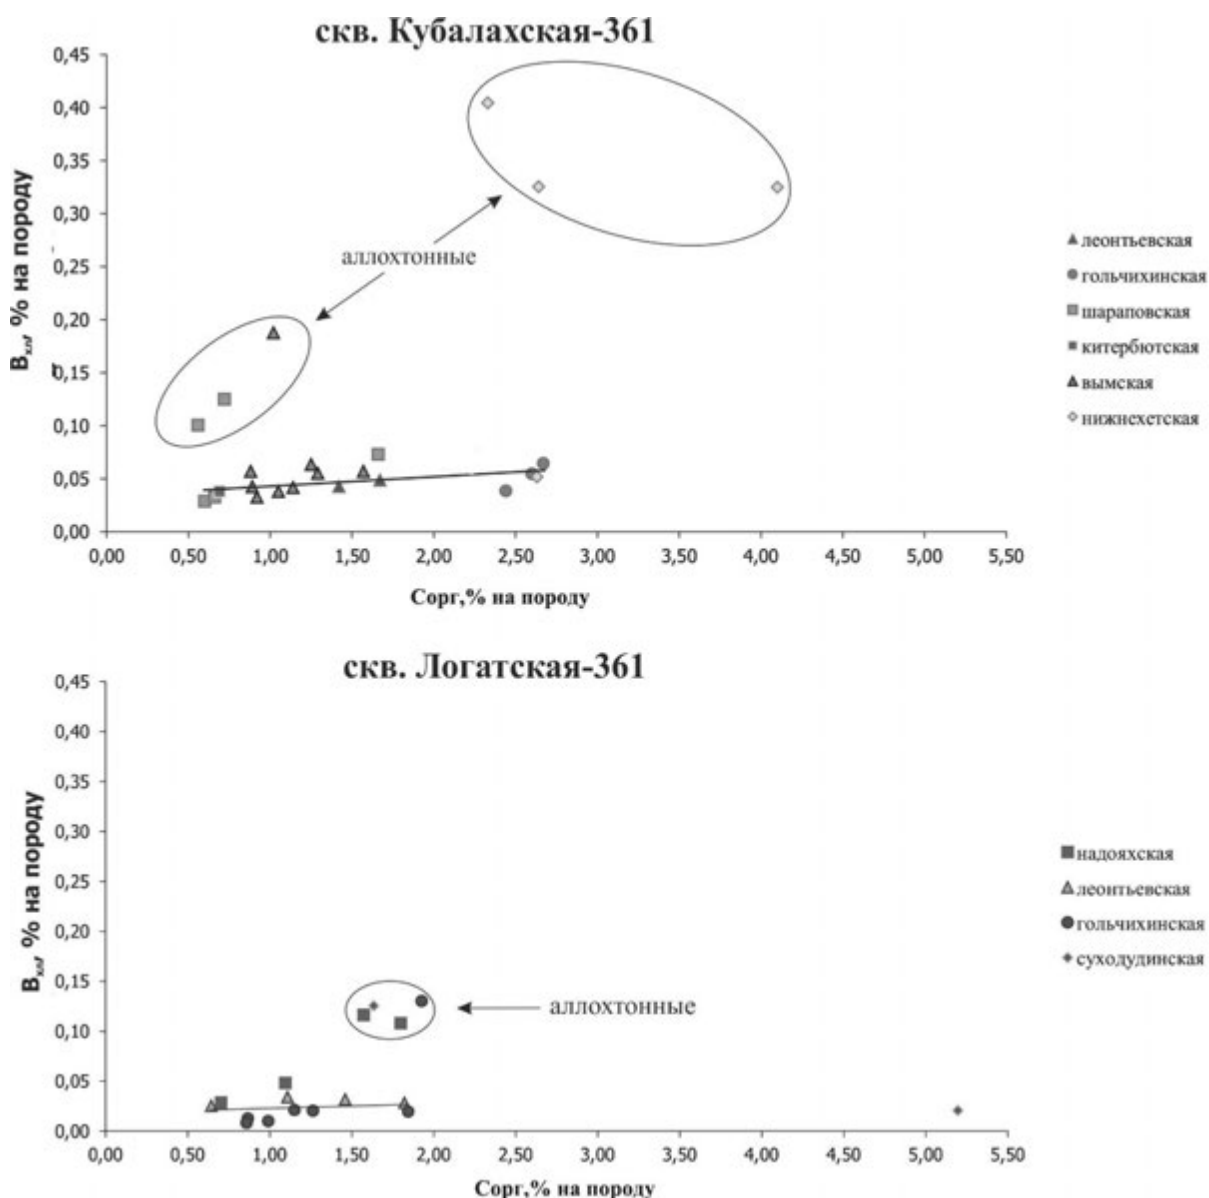 скв. Кубалахская-361
0,45
0,40
0,35
0,30
0,25
0,20
0,15
0,10
0,05
0,00
Вхл, % на породу
аллохтонные
0,00 0,50 1,00 1,50 2,00 2,50 3,00 3,50 4,00 4,50 5,00 5,50
Сорг,% на породу
леонтьевская
гольчихинская
шараповская
китербютская
вымская
нижнехетская
скв. Логатская-361
0,45
0,40
0,35
0,30
0,25
0,20
0,15
0,10
0,05
0,00
Вхл, % на породу
аллохтонные
0,00 0,50 1,00 1,50 2,00 2,50 3,00 3,50 4,00 4,50 5,00 5,50
Сорг,% на породу
надояхская
леонтьевская
гольчихинская
суходудинская